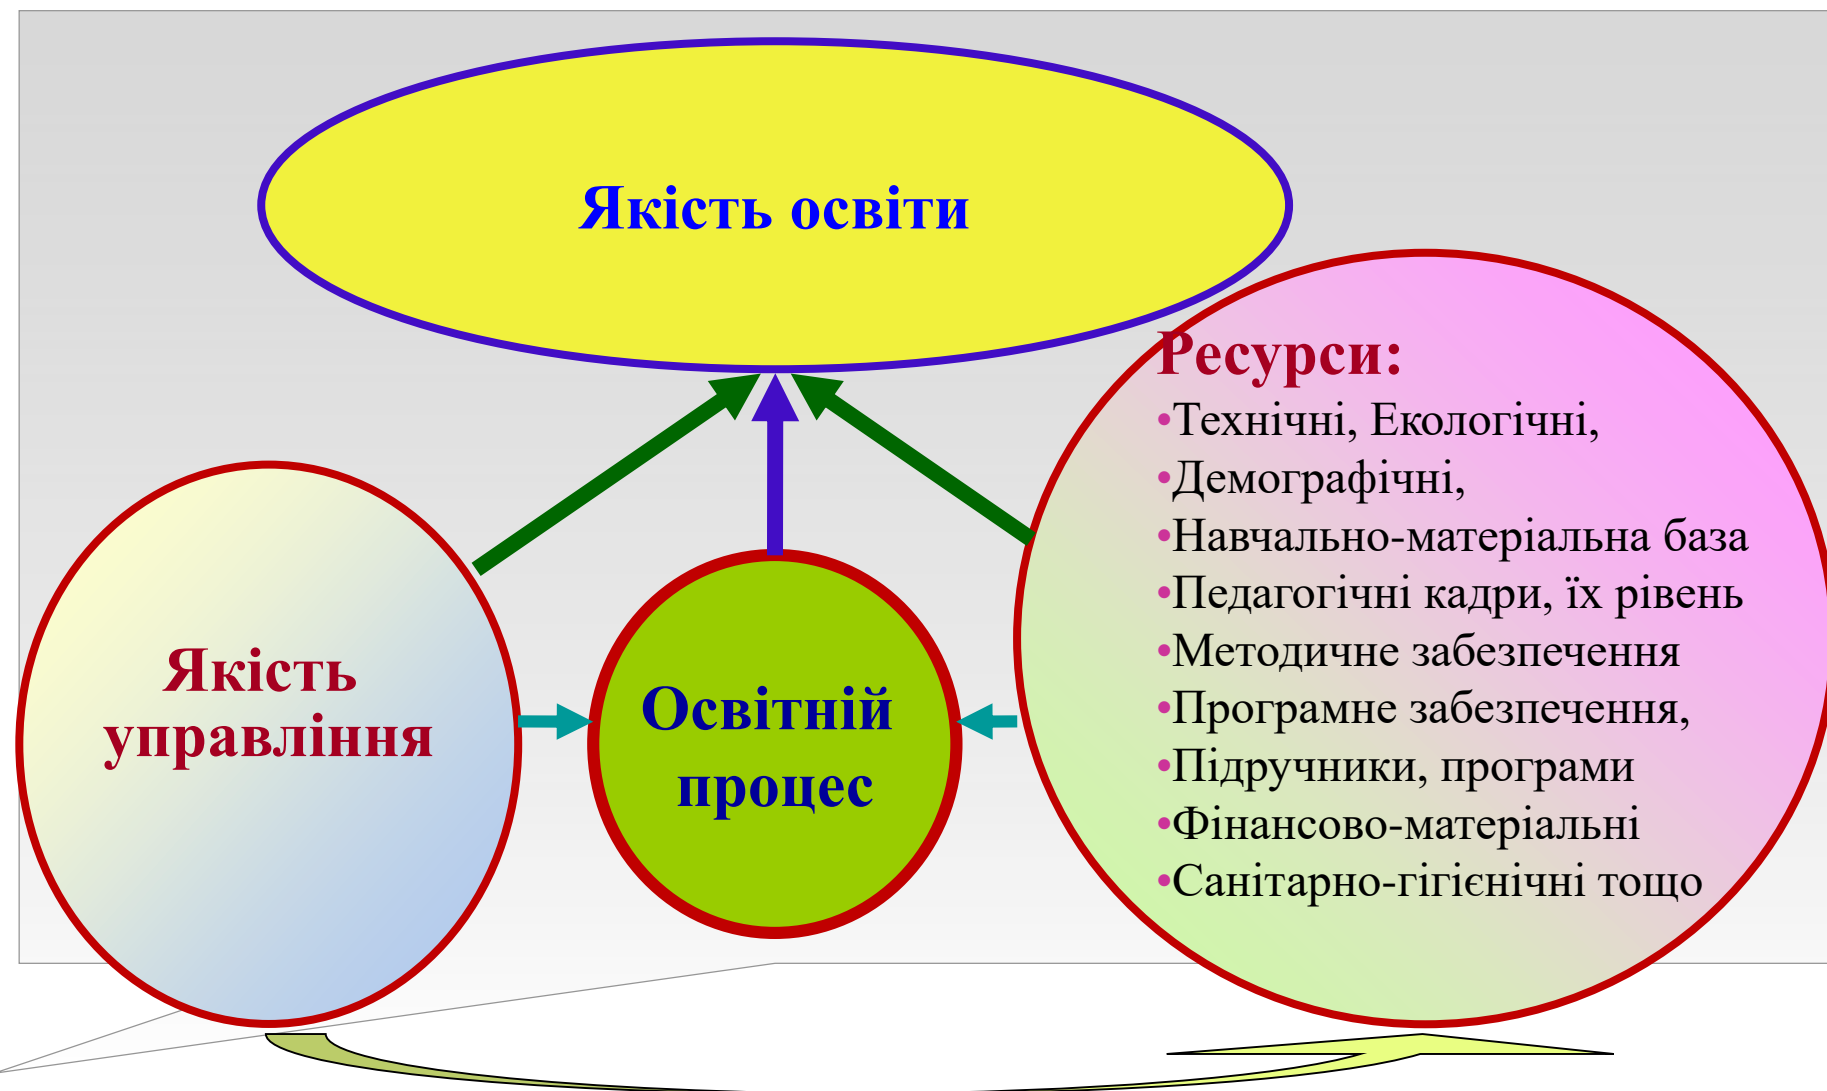 Якість освіти
Ресурси:
•Технічні, Екологічні,
•Демографічні,
•Навчально-матеріальна база
•Педагогічні кадри, їх рівень
•Методичне забезпечення
•Програмне забезпечення,
•Підручники, програми
•Фінансово-матеріальні
•Санітарно-гігієнічні тощо
Якість
управління
Освітній
процес